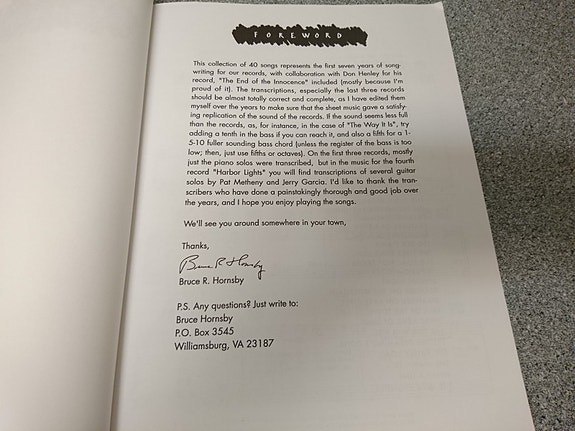 FOREWORD
This collection of 40 songs represents the first seven years of song-
writing for our records, with collaboration with Don Henley for his
record, "The End of the Innocence" included (mostly because I'm
proud of it). The transcriptions, especially the last three records
should be almost totally correct and complete, as I have edited them
myself over the years to make sure that the sheet music gave a satisfy-
ing replication of the sound of the records. If the sound seems less full
than the records, as, for instance, in the case of "The Way It Is", try
adding a tenth in the bass if you can reach it, and also a fifth for a 1-
5-10 fuller sounding bass chord (unless the register of the bass is too
low; then, just use fifths or octaves). On the first three records, mostly
just the piano solos were transcribed, but in the music for the fourth
record "Harbor Lights" you will find transcriptions of several guitar
solos by Pat Metheny and Jerry Garcia. I'd like to thank the tran-
scribers who have done a painstakingly thorough and good job over
the years, and I hope you enjoy playing the songs.
We'll see you around somewhere in your town,
Thanks,
Bruce R Hornsby
Bruce R. Hornsby
P.S. Any questions? Just write to:
Bruce Hornsby
P.O. Box 3545
Williamsburg, VA 23187